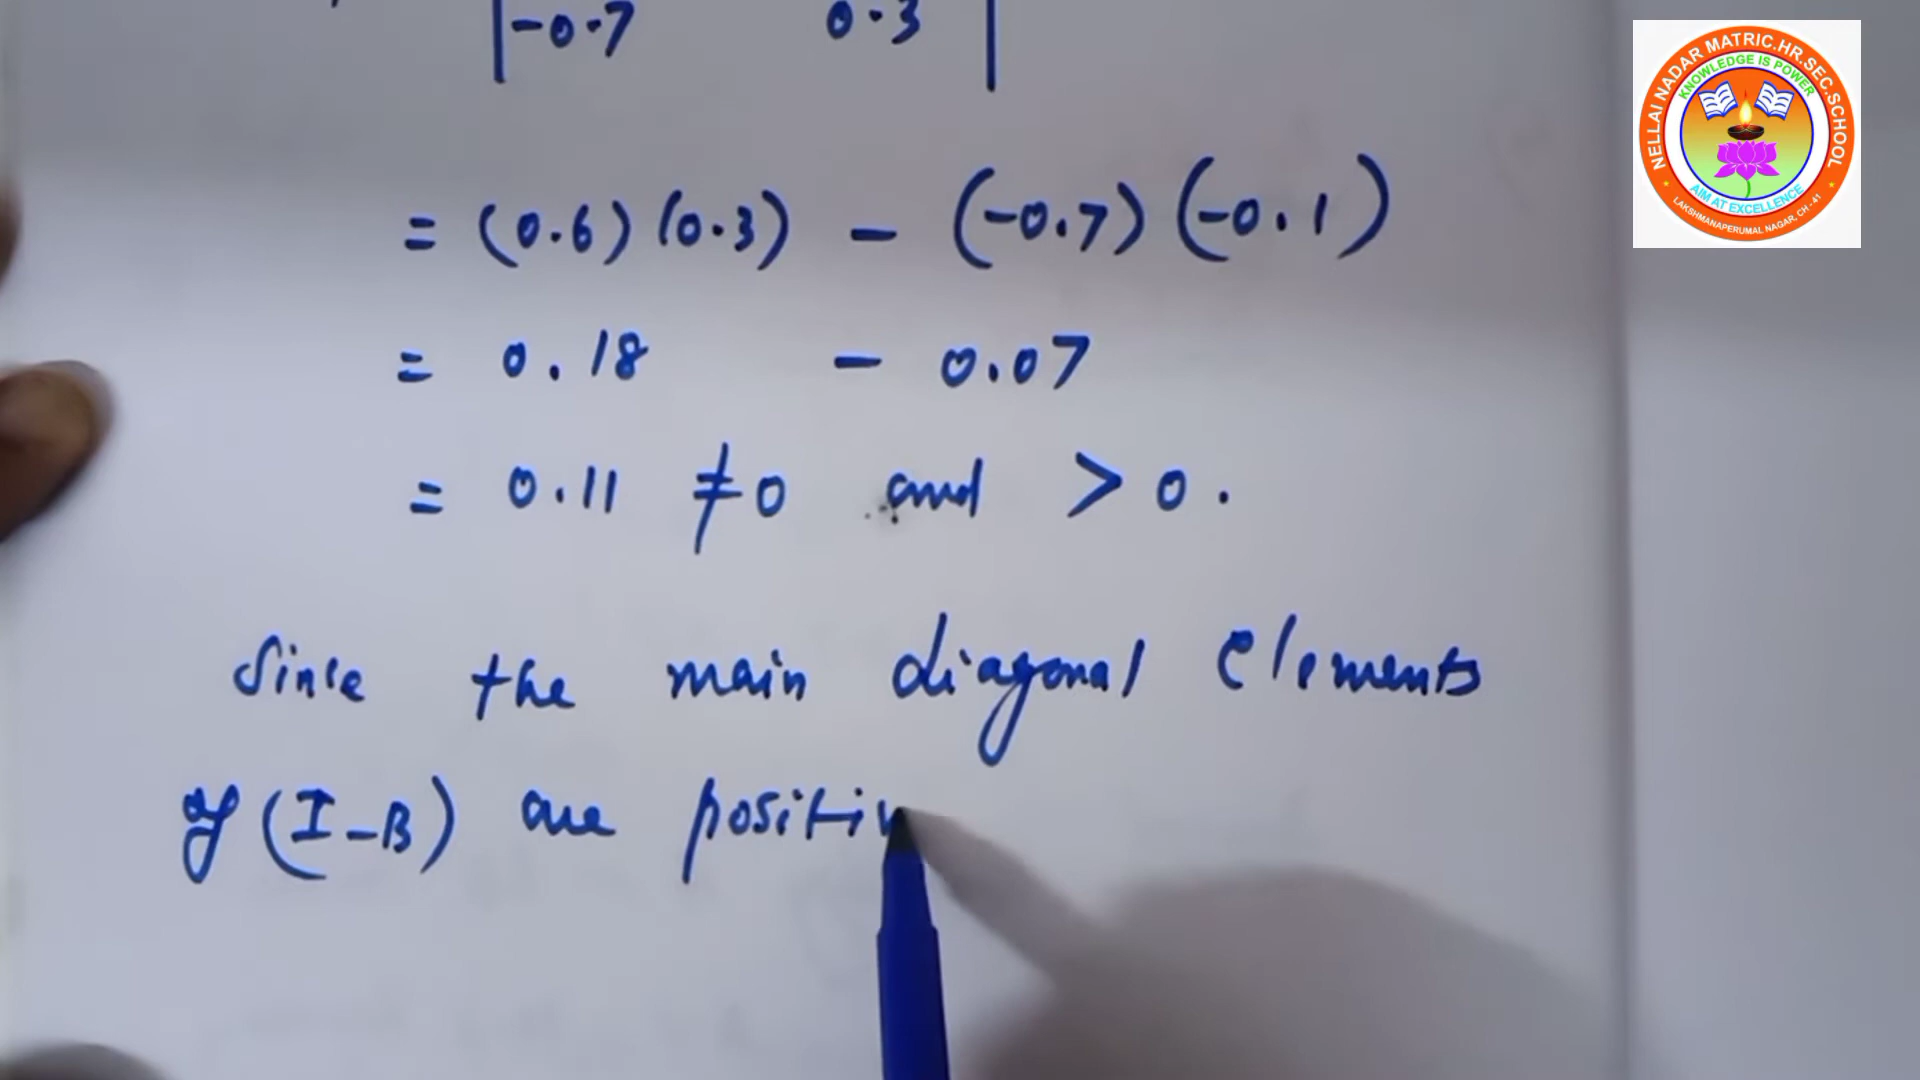 |-0.7 0.3|
= (0.6) (0.3) - (-0.7) (-0.1)
= 0.18 - 0.07
= 0.11 ≠ 0 and > 0.
Since the main diagonal elements
of (I-B) are positiv
NELLAI NADAR MATRIC.HR.SEC.SCHOOL
KNOWLEDGE IS POWER
AIM AT EXCELLENCE
LAKSHMANAPERUMAL NAGAR, CH-41